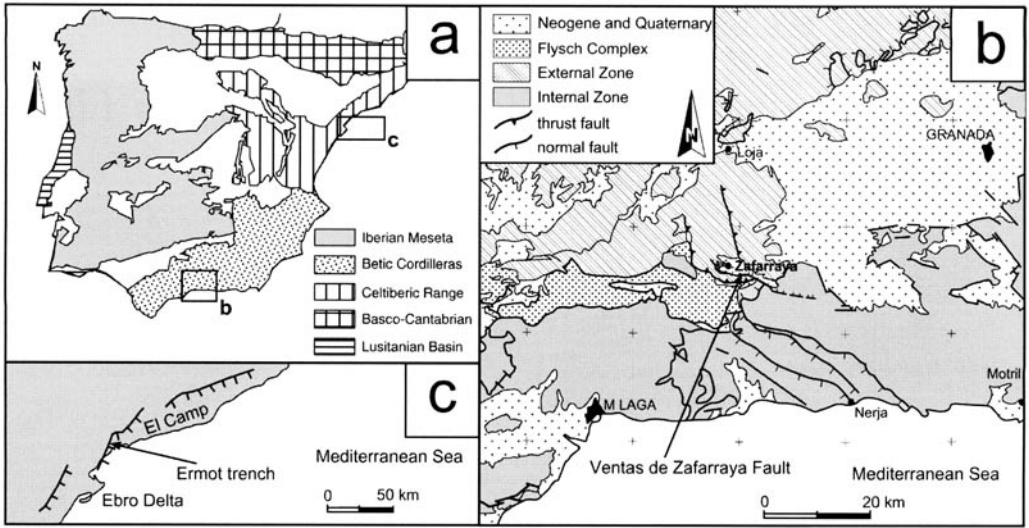 a
N
c
Iberian Meseta
Betic Cordilleras
Celtiberic Range
b
Basco-Cantabrian
Lusitanian Basin
c
El Camp
Ermot trench
Mediterranean Sea
Ebro Delta
0 50 km
b
Neogene and Quaternary
Flysch Complex
External Zone
Internal Zone
thrust fault
normal fault
N
Loja
GRANADA
Zafarraya
Motril
M LAGA
Nerja
Ventas de Zafarraya Fault
Mediterranean Sea
0 20 km